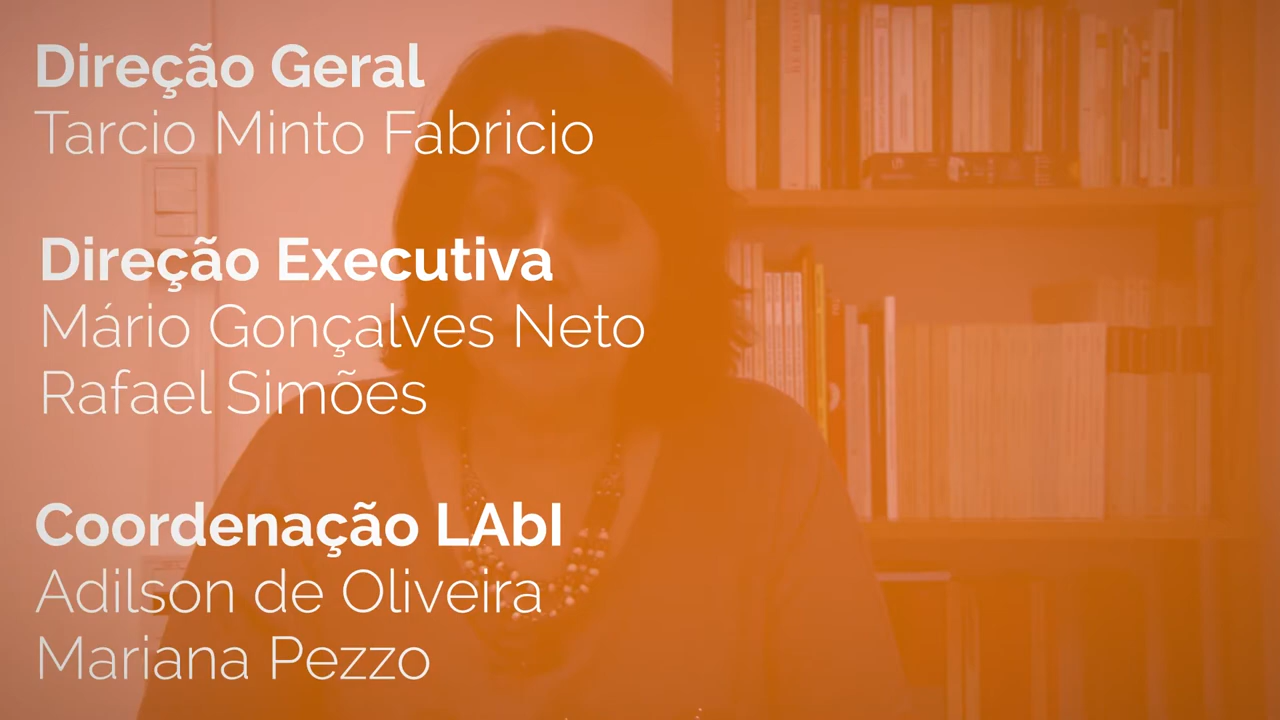 Direção Geral
Tarcio Minto Fabricio
Direção Executiva
Mário Gonçalves Neto
Rafael Simões
Coordenação LAbI
Adilson de Oliveira
Mariana Pezzo